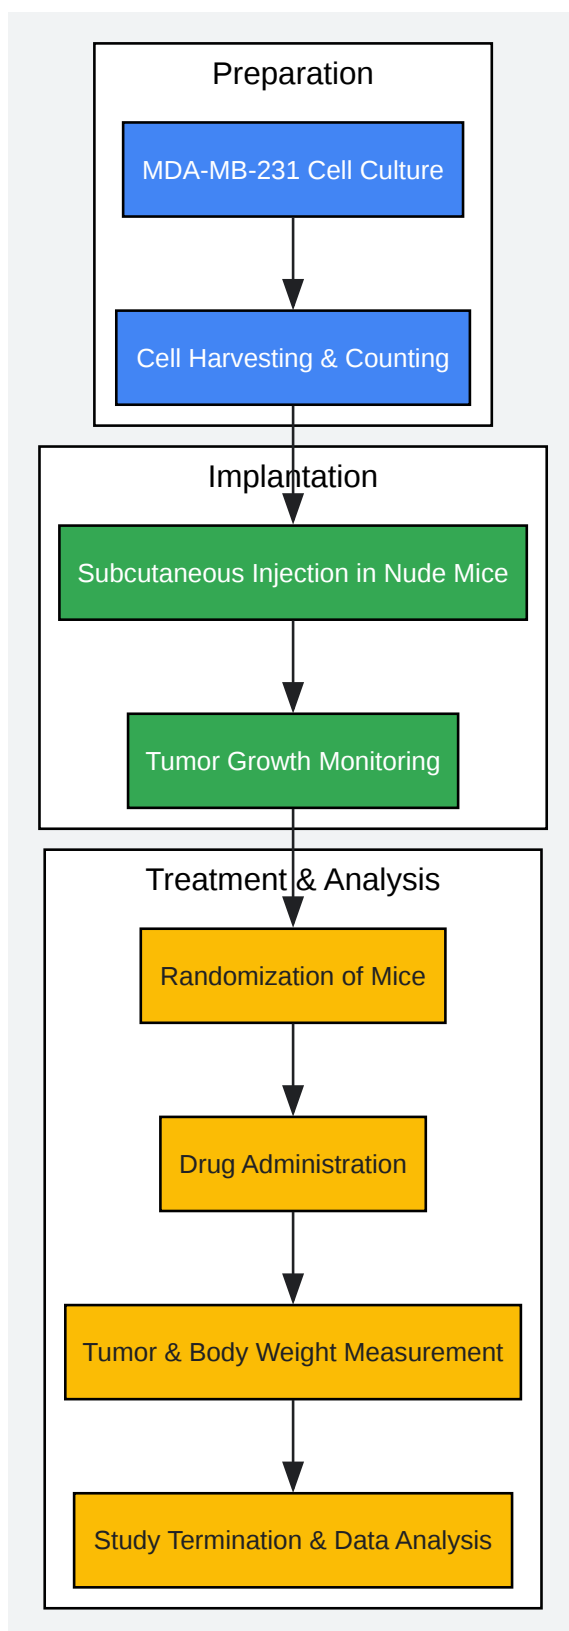 Preparation
MDA-MB-231 Cell Culture
Cell Harvesting & Counting
Implantation
Subcutaneous Injection in Nude Mice
Tumor Growth Monitoring
Treatment & Analysis
Randomization of Mice
Drug Administration
Tumor & Body Weight Measurement
Study Termination & Data Analysis